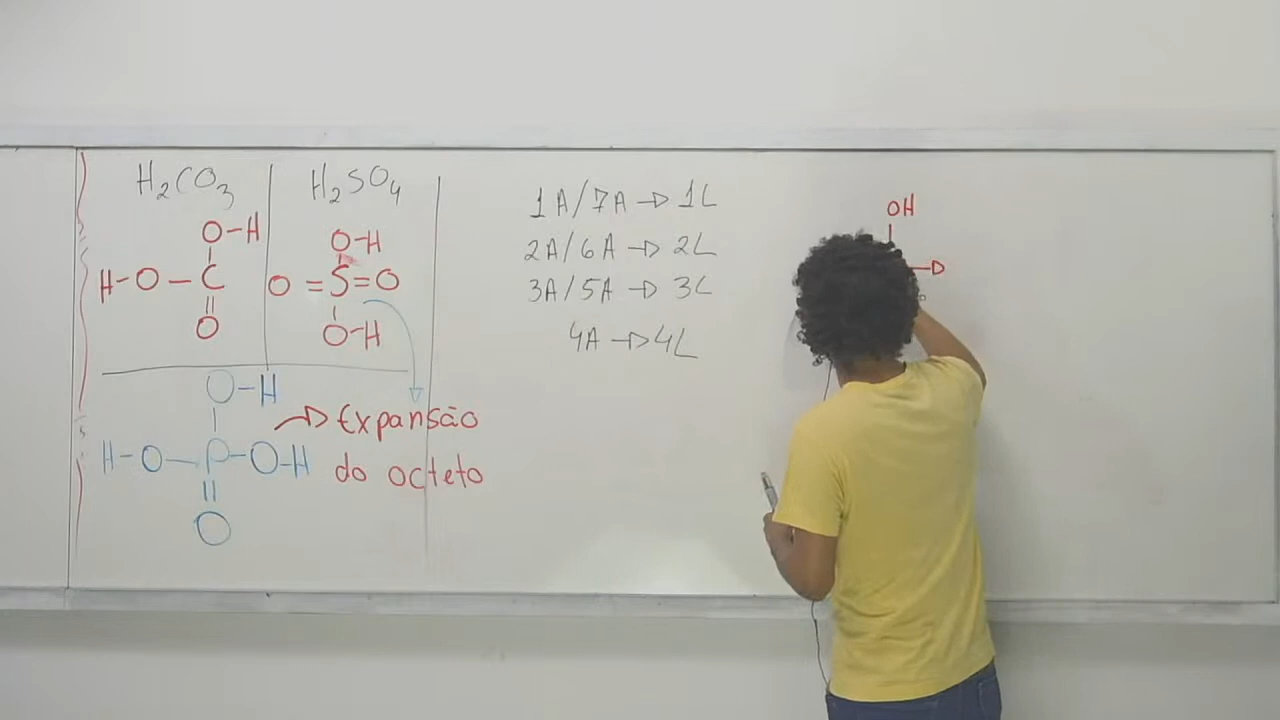 H2CO3
O-H
H-O-C
O
H2SO4
O-H
O=S=O
O-H
O-H
H-O-P-O-H
O
Expansão
do octeto
1A/7A → 1L
2A/6A → 2L
3A/5A → 3L
4A → 4L
OH